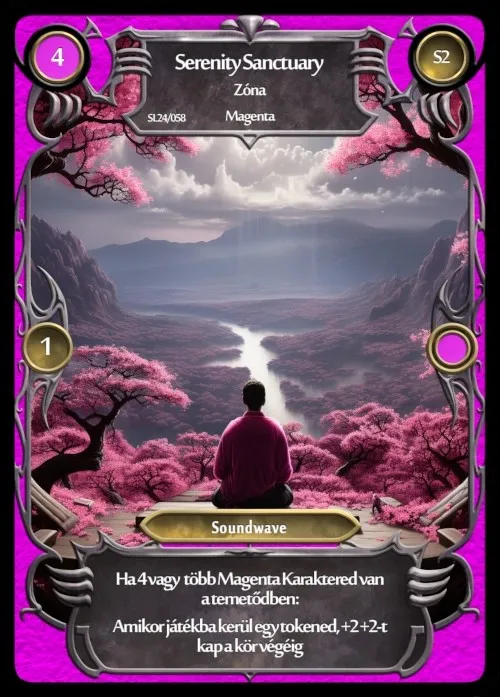 4
Serenity Sanctuary
S2
Zóna
SL24/058
Magenta
1
Soundwave
Ha 4 vagy több Magenta Karaktered van
a temetődben:
Amikor játékba kerül egy tokened, +2 +2-t
kap a kör végéig